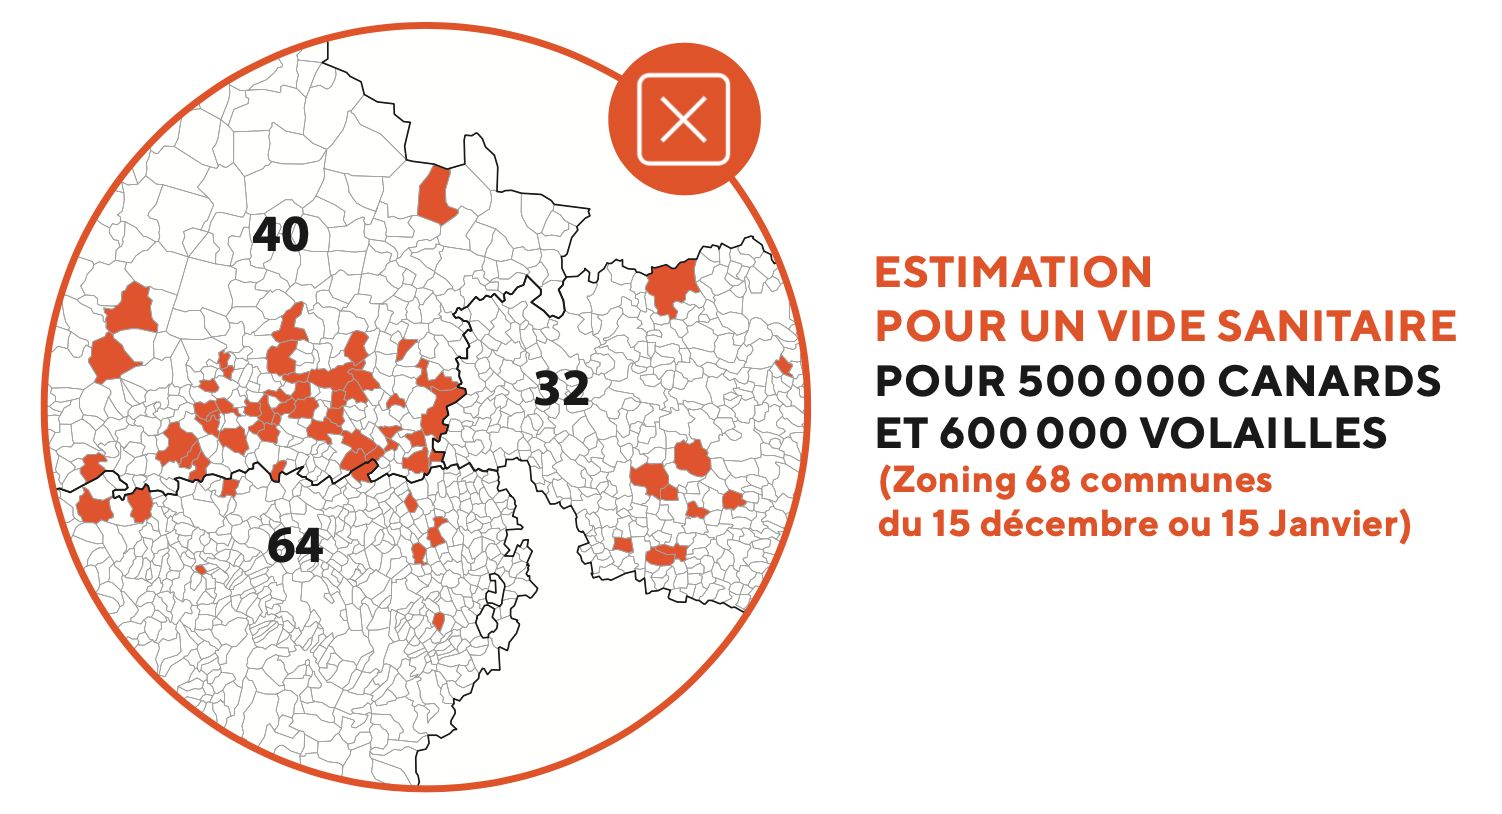 40
32
64
ESTIMATION
POUR UN VIDE SANITAIRE
POUR 500 000 CANARDS
ET 600 000 VOLAILLES
(Zoning 68 communes
du 15 décembre ou 15 Janvier)